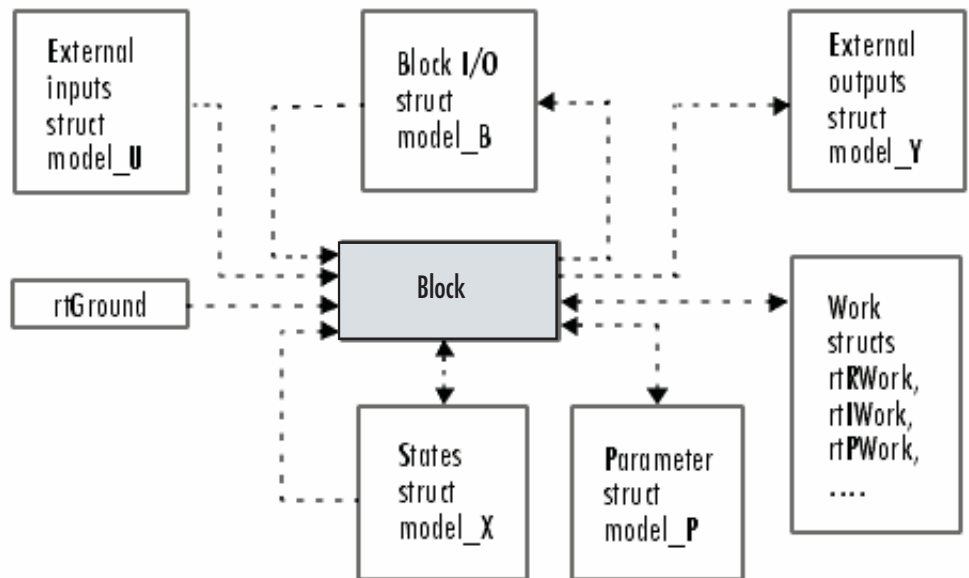 External
inputs
struct
model_U
Block I/O
struct
model_B
External
outputs
struct
model_Y
rtGround
Block
Work
structs
rtRWork,
rtIWork,
rtPWork,
....
States
struct
model_X
Parameter
struct
model_P